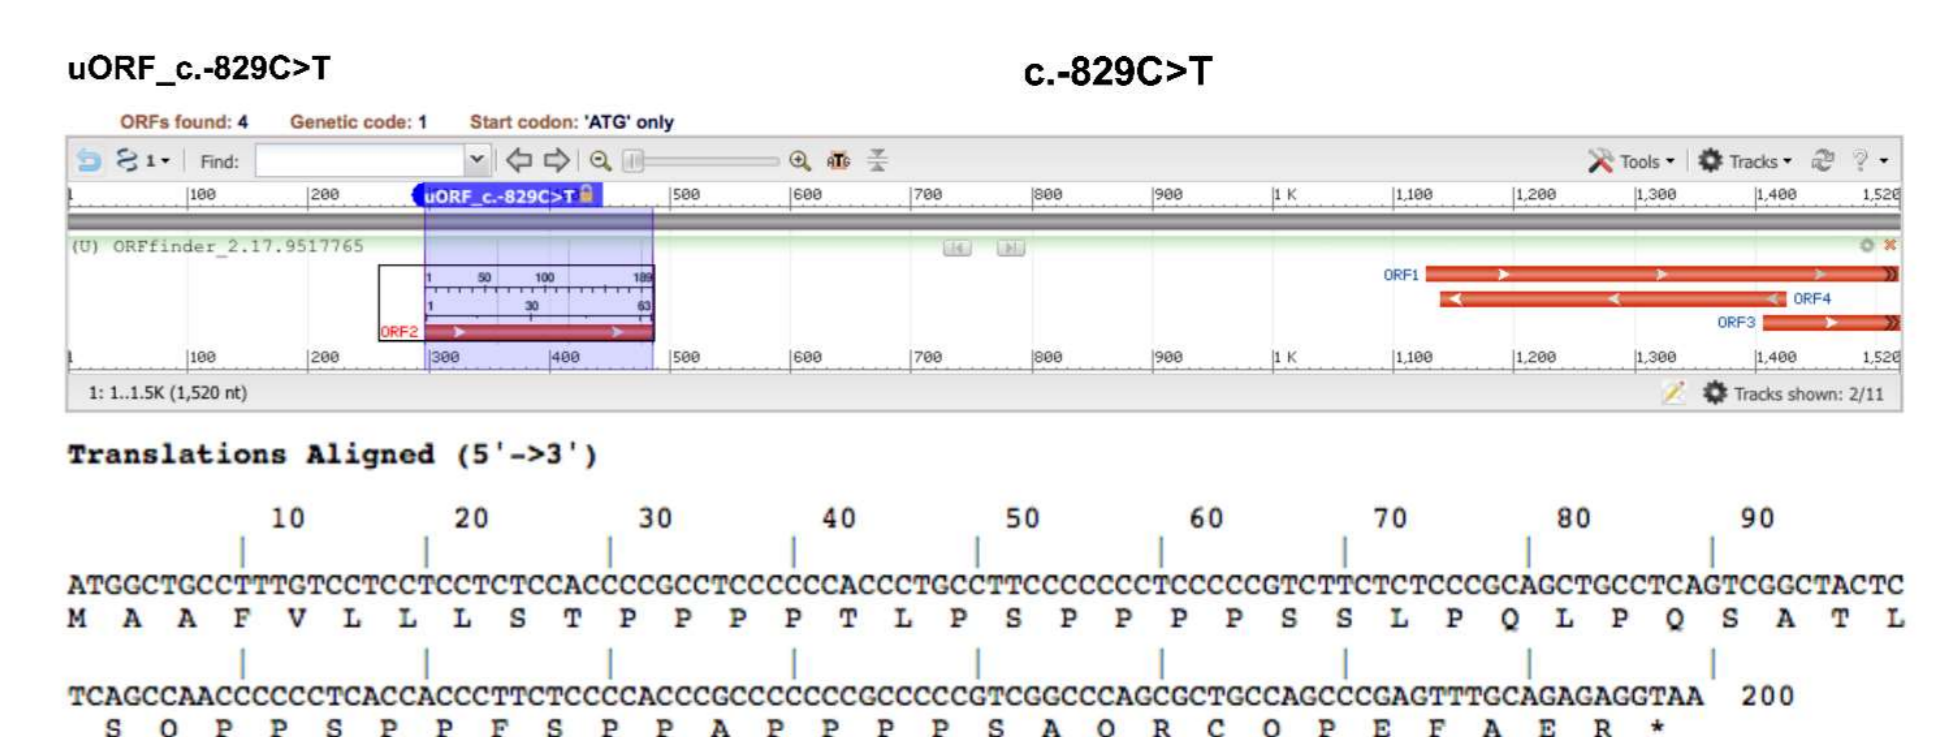 uORF_c.-829C>T
c.-829C>T
ORFs found: 4 Genetic code: 1 Start codon: 'ATG' only
1 Find: ATG Tools Tracks ?
1 100 200 uORF_c.-829C>T 500 600 700 800 900 1 K 1,100 1,200 1,300 1,400 1,520
(U) ORFfinder_2.17.9517765
1 50 100 189
ORF1
1 30 63
ORF4
ORF2
ORF3
1 100 200 300 400 500 600 700 800 900 1 K 1,100 1,200 1,300 1,400 1,520
1: 1..1.5K (1,520 nt) Tracks shown: 2/11
Translations Aligned (5'->3')
10 20 30 40 50 60 70 80 90
ATGGCTGCCTTTGTCCTCCTCCTCTCCACCCCGCCTCCCCCCACCCTGCCTTCCCCCCCTCCCCCGTCTTCTCTCCCGCAGCTGCCTCAGTCGGCTACTC
M A A F V L L L S T P P P P T L P S P P P P S S L P Q L P Q S A T L
TCAGCCAACCCCCCTCACCACCCTTCTCCCCACCCGCCCCCCCGCCCCCGTCGGCCCAGCGCTGCCAGCCCGAGTTTGCAGAGAGGTAA 200
S Q P P S P P F S P P A P P P P S A Q R C Q P E F A E R *